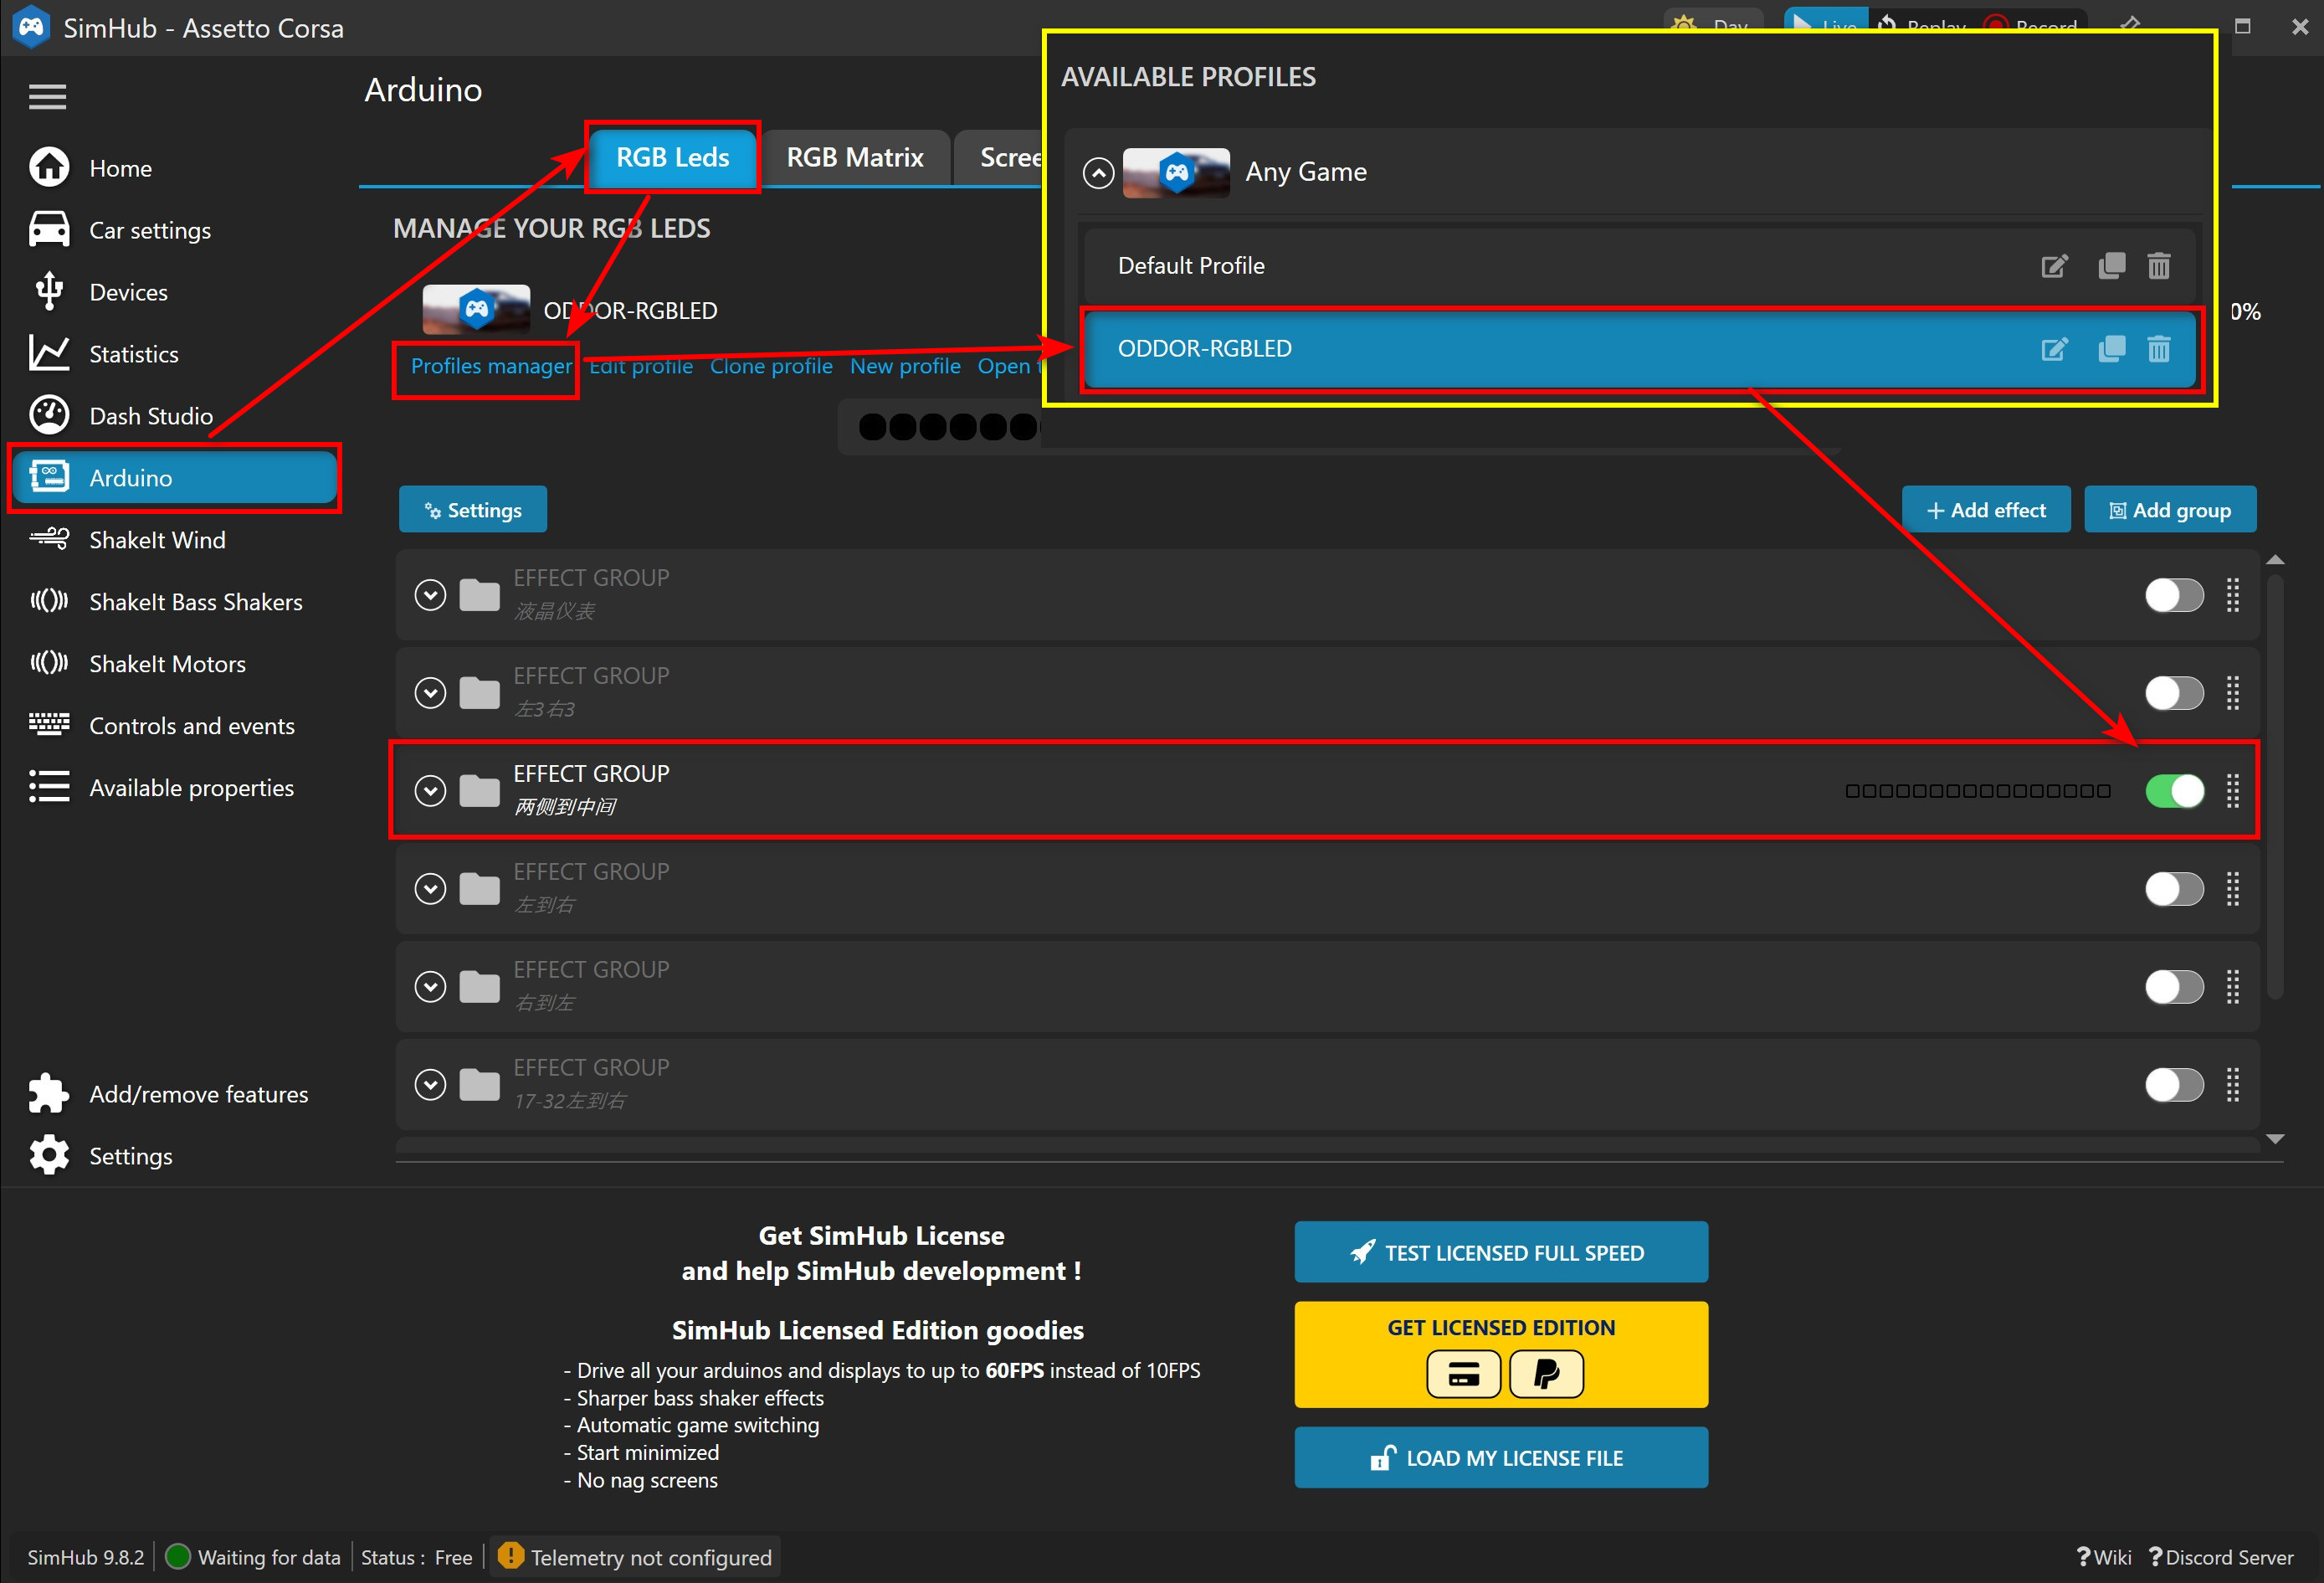 SimHub - Assetto Corsa
Day
Live
Replay
Record
Arduino
AVAILABLE PROFILES
Any Game
Default Profile
ODDOR-RGBLED
Home
Car settings
Devices
Statistics
Dash Studio
Arduino
ShakeIt Wind
ShakeIt Bass Shakers
ShakeIt Motors
Controls and events
Available properties
Add/remove features
Settings
RGB Leds
RGB Matrix
Scree
MANAGE YOUR RGB LEDS
ODDOR-RGBLED
0%
Profiles manager
Edit profile
Clone profile
New profile
Open t
Settings
Add effect
Add group
EFFECT GROUP
液晶仪表
EFFECT GROUP
左3右3
EFFECT GROUP
两侧到中间
EFFECT GROUP
左到右
EFFECT GROUP
右到左
EFFECT GROUP
17-32左到右
Get SimHub License
and help SimHub development !
SimHub Licensed Edition goodies
- Drive all your arduinos and displays to up to 60FPS instead of 10FPS
- Sharper bass shaker effects
- Automatic game switching
- Start minimized
- No nag screens
TEST LICENSED FULL SPEED
GET LICENSED EDITION
LOAD MY LICENSE FILE
SimHub 9.8.2
Waiting for data
Status : Free
Telemetry not configured
?Wiki
?Discord Server